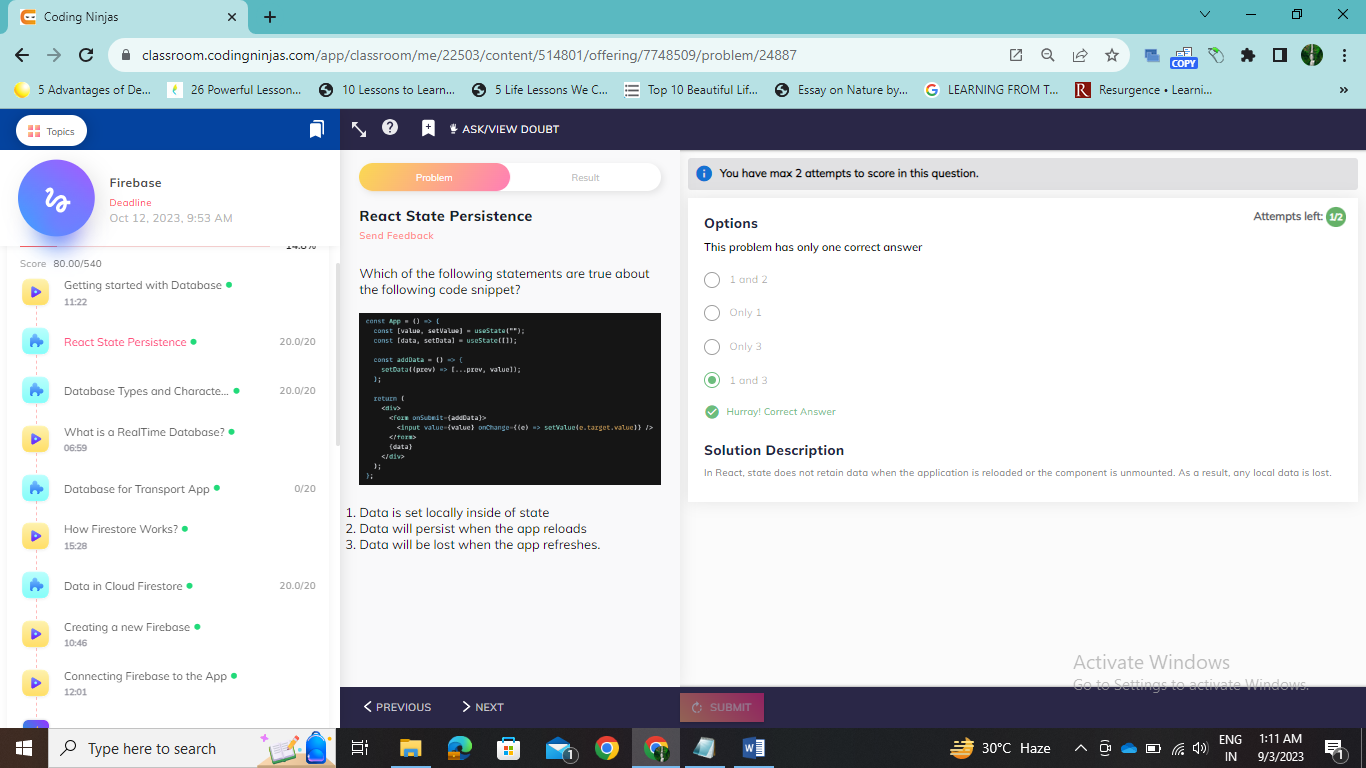 Coding Ninjas
classroom.codingninjas.com/app/classroom/me/22503/content/514801/offering/7748509/problem/24887
COPY
5 Advantages of De...
26 Powerful Lesson...
10 Lessons to Learn...
5 Life Lessons We C...
Top 10 Beautiful Lif...
Essay on Nature by...
LEARNING FROM T...
Resurgence • Learni...
Topics
ASK/VIEW DOUBT
Firebase
Deadline
Oct 12, 2023, 9:53 AM
14.8%
Score 80.00/540
Getting started with Database
11:22
React State Persistence
20.0/20
Database Types and Characte...
20.0/20
What is a RealTime Database?
06:59
Database for Transport App
0/20
How Firestore Works?
15:28
Data in Cloud Firestore
20.0/20
Creating a new Firebase
10:46
Connecting Firebase to the App
12:01
Problem
Result
React State Persistence
Send Feedback
Which of the following statements are true about
the following code snippet?
const App = () => {
const [value, setValue] = useState("");
const [data, setData] = useState([]);
const addData = () => {
setData((prev) => [...prev, value]);
};
return (
<div>
<form onSubmit={addData}>
<input value={value} onChange={(e) => setValue(e.target.value)} />
</form>
{data}
</div>
);
};
1. Data is set locally inside of state
2. Data will persist when the app reloads
3. Data will be lost when the app refreshes.
PREVIOUS
NEXT
You have max 2 attempts to score in this question.
Options
Attempts left: 1/2
This problem has only one correct answer
1 and 2
Only 1
Only 3
1 and 3
Hurray! Correct Answer
Solution Description
In React, state does not retain data when the application is reloaded or the component is unmounted. As a result, any local data is lost.
Activate Windows
Go to Settings to activate Windows.
SUBMIT
Type here to search
1
30°C Haze
ENG
IN
1:11 AM
9/3/2023
1